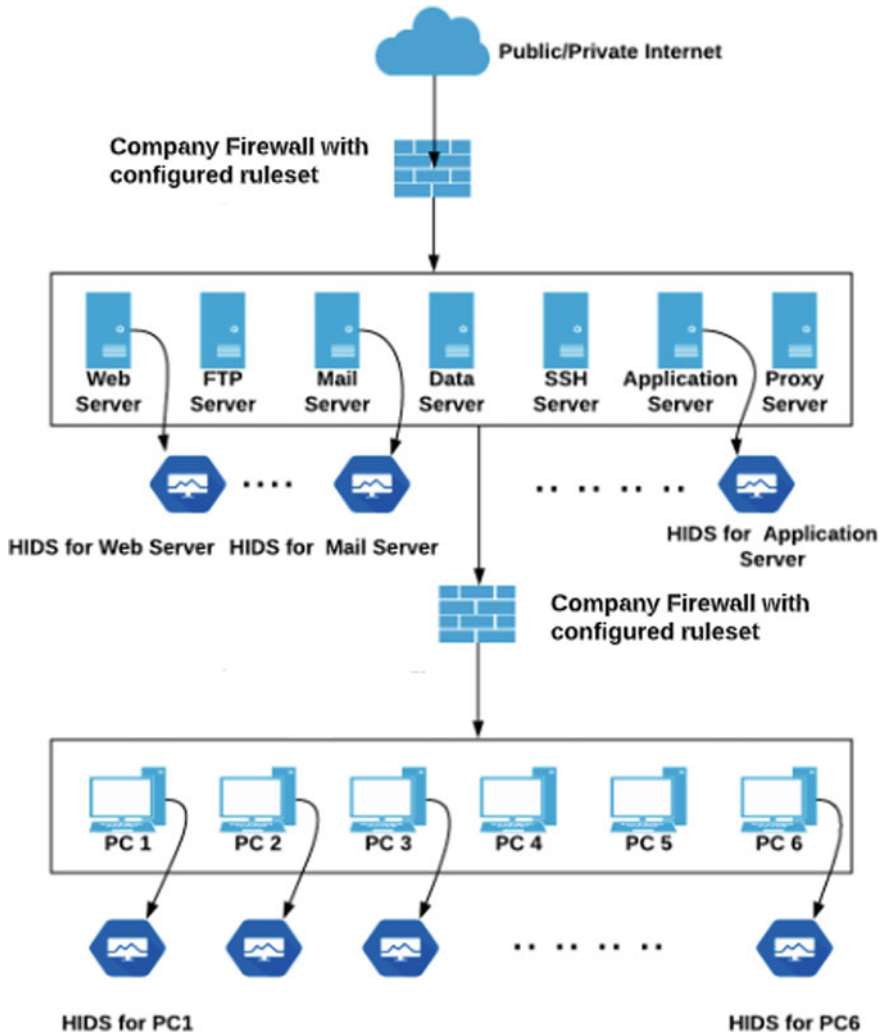 Public/Private Internet
Company Firewall with
configured ruleset
Web Server
FTP Server
Mail Server
Data Server
SSH Server
Application Server
Proxy Server
HIDS for Web Server
HIDS for Mail Server
HIDS for Application
Server
Company Firewall with
configured ruleset
PC 1
PC 2
PC 3
PC 4
PC 5
PC 6
HIDS for PC1
HIDS for PC6